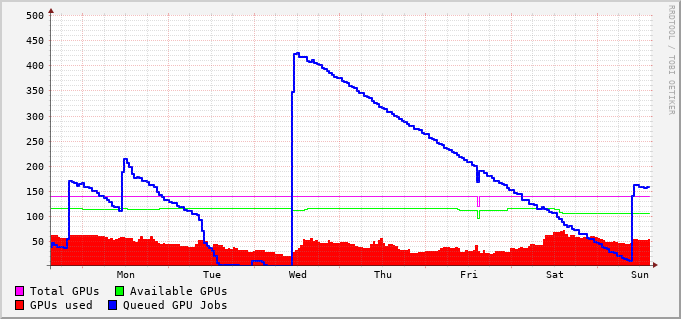 500
450
400
350
300
250
200
150
100
50
Mon Tue Wed Thu Fri Sat Sun
Total GPUs Available GPUs
GPUs used Queued GPU Jobs
RRDTOOL / TOBI OETIKER